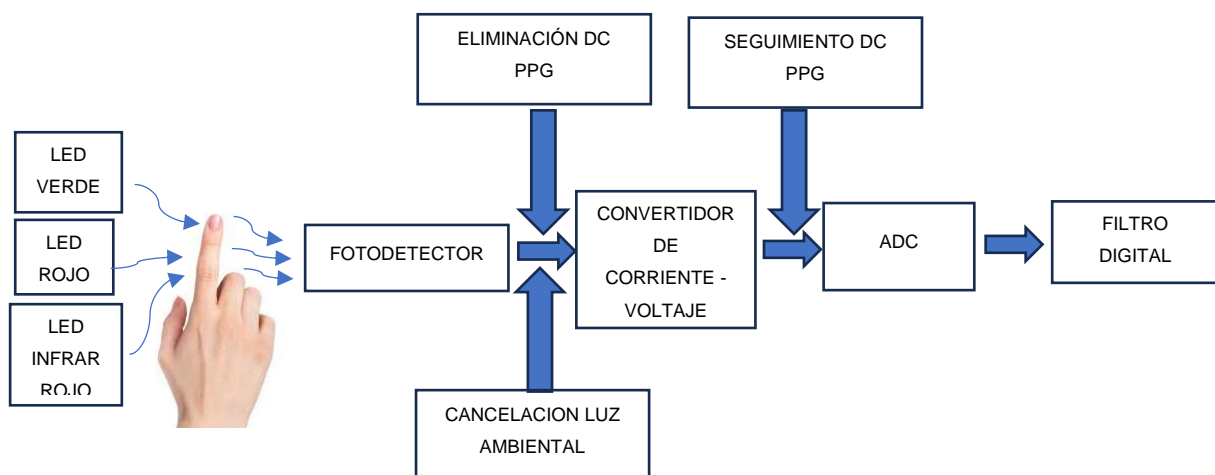 ELIMINACIÓN DC
PPG
SEGUIMIENTO DC
PPG
LED
VERDE
LED
ROJO
LED
INFRAR
ROJO
FOTODETECTOR
CONVERTIDOR
DE
CORRIENTE -
VOLTAJE
ADC
FILTRO
DIGITAL
CANCELACION LUZ
AMBIENTAL